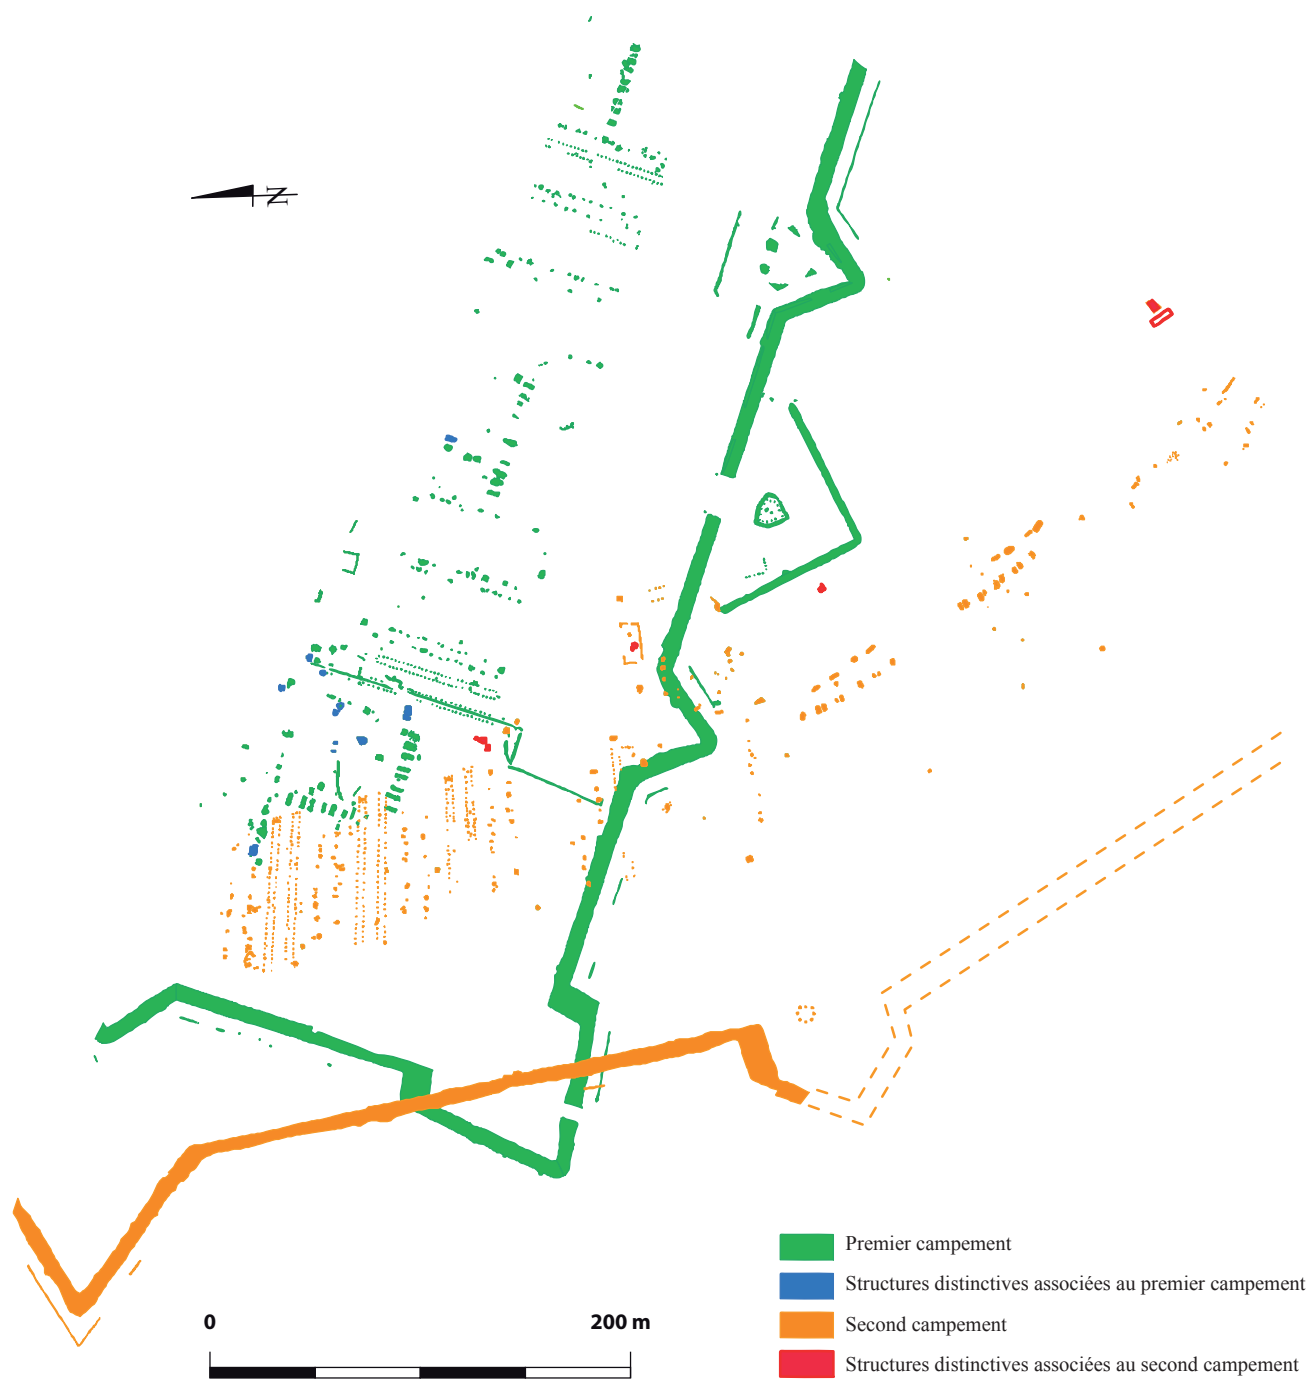 N
0 200 m
Premier campement
Structures distinctives associées au premier campement
Second campement
Structures distinctives associées au second campement